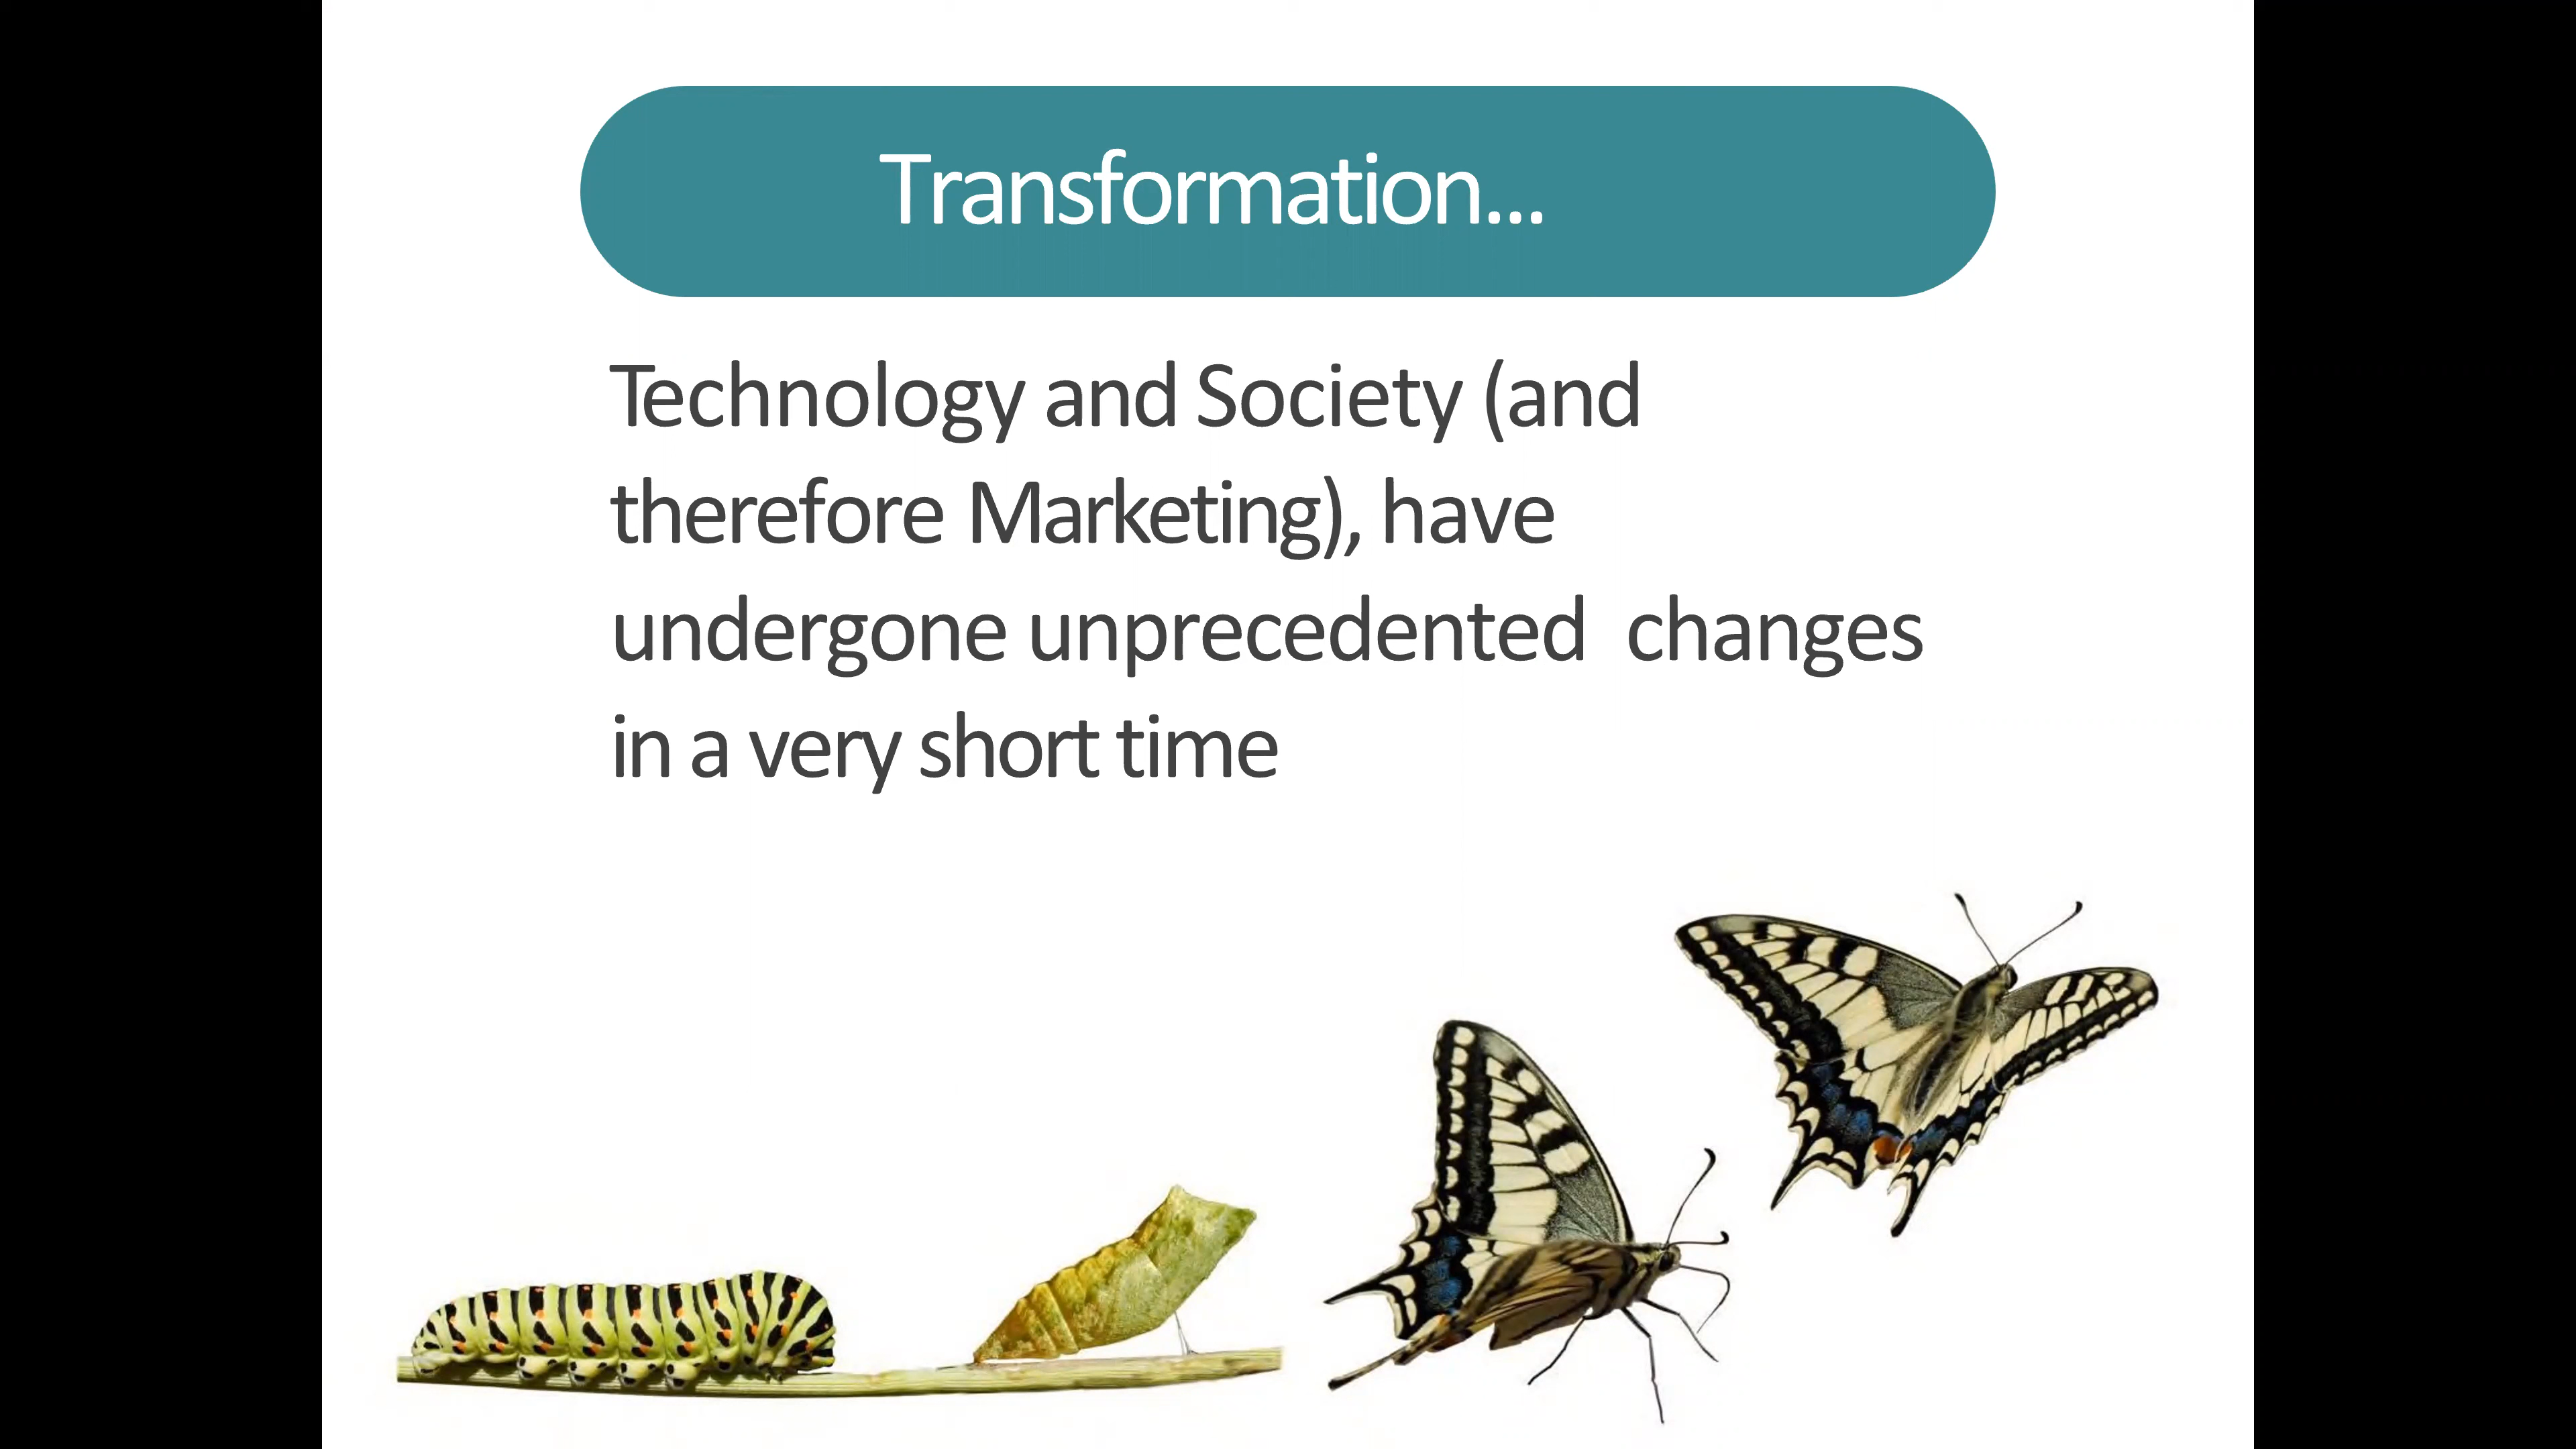 Transformation...
Technology and Society (and
therefore Marketing), have
undergone unprecedented  changes
in a very short time